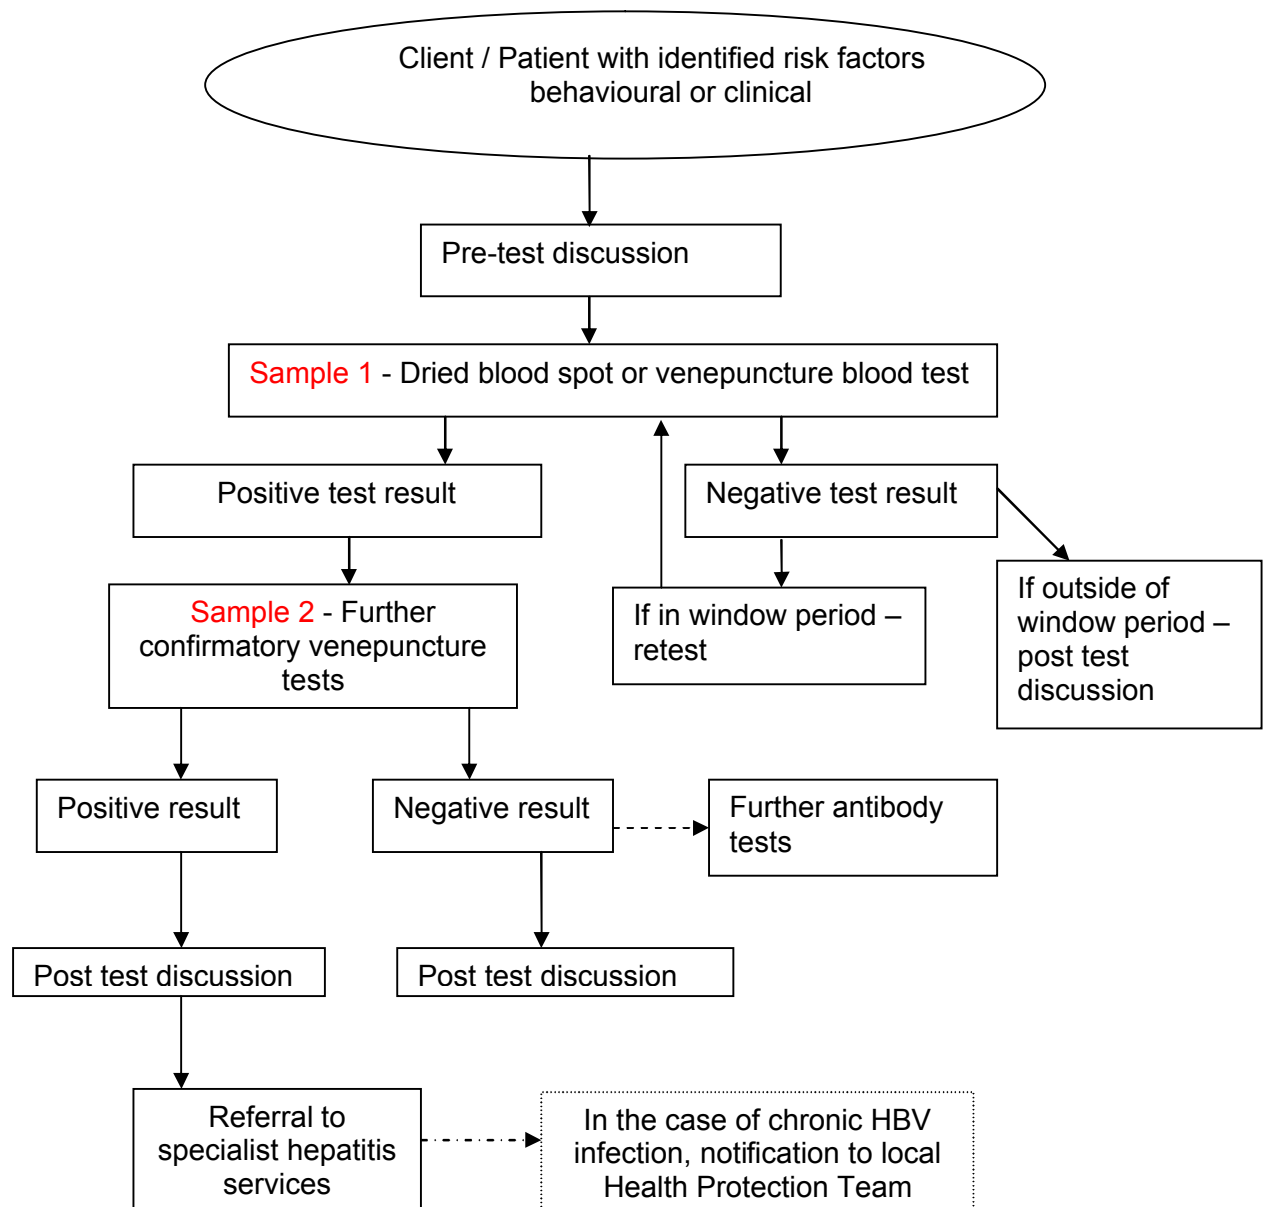 Client / Patient with identified risk factors
behavioural or clinical
Pre-test discussion
Sample 1 - Dried blood spot or venepuncture blood test
Positive test result
Negative test result
Sample 2 - Further
confirmatory venepuncture
tests
If in window period –
retest
If outside of
window period –
post test
discussion
Positive result
Negative result
Further antibody
tests
Post test discussion
Post test discussion
Referral to
specialist hepatitis
services
In the case of chronic HBV
infection, notification to local
Health Protection Team